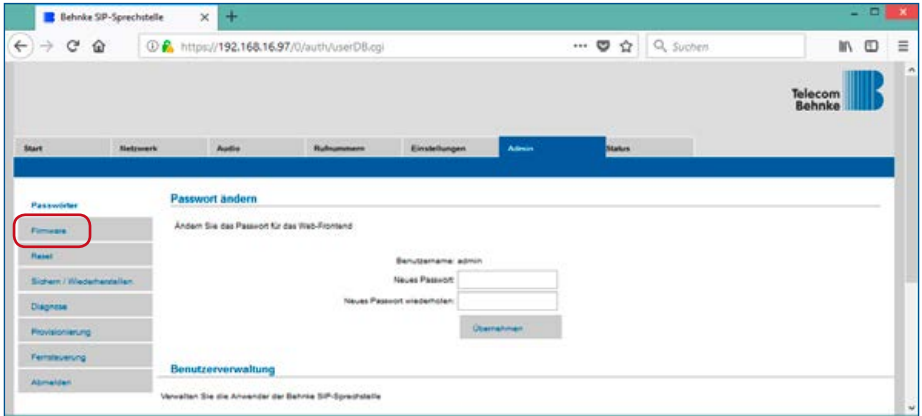 Behnke SIP-Sprechstelle
https://192.168.16.97/0/auth/userDB.cgi
Suchen
Telecom
Behnke
Start Netzwerk Audio Rufnummern Einstellungen Admin Status
Passwörter
Firmware
Reset
Sichern / Wiederherstellen
Diagnose
Provisionierung
Fernsteuerung
Abmelden
Passwort ändern
Ändern Sie das Passwort für das Web-Frontend
Benutzername: admin
Neues Passwort:
Neues Passwort wiederholen:
Übernehmen
Benutzerverwaltung
Verwalten Sie die Anwender der Behnke SIP-Sprechstelle